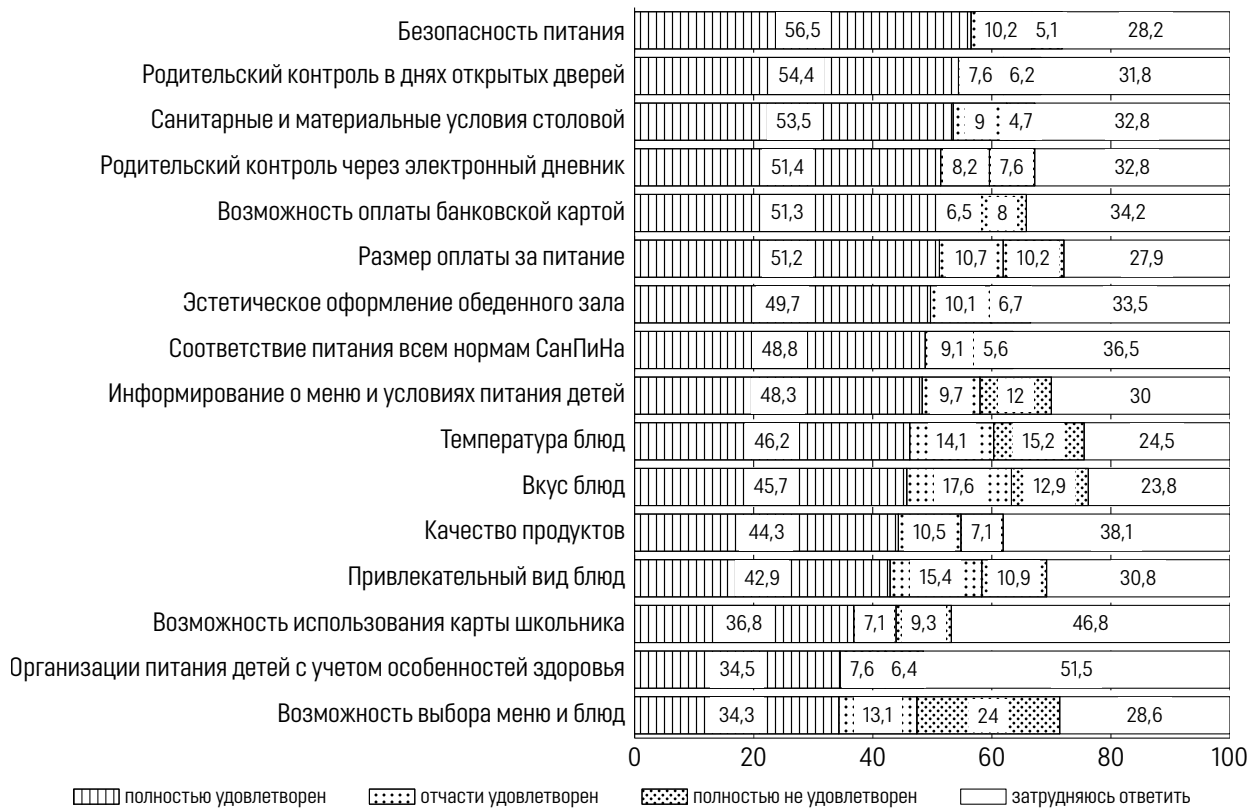 Безопасность питания 56,5 10,2 5,1 28,2
Родительский контроль в днях открытых дверей 54,4 7,6 6,2 31,8
Санитарные и материальные условия столовой 53,5 9 4,7 32,8
Родительский контроль через электронный дневник 51,4 8,2 7,6 32,8
Возможность оплаты банковской картой 51,3 6,5 8 34,2
Размер оплаты за питание 51,2 10,7 10,2 27,9
Эстетическое оформление обеденного зала 49,7 10,1 6,7 33,5
Соответствие питания всем нормам СанПиНа 48,8 9,1 5,6 36,5
Информирование о меню и условиях питания детей 48,3 9,7 12 30
Температура блюд 46,2 14,1 15,2 24,5
Вкус блюд 45,7 17,6 12,9 23,8
Качество продуктов 44,3 10,5 7,1 38,1
Привлекательный вид блюд 42,9 15,4 10,9 30,8
Возможность использования карты школьника 36,8 7,1 9,3 46,8
Организации питания детей с учетом особенностей здоровья 34,5 7,6 6,4 51,5
Возможность выбора меню и блюд 34,3 13,1 24 28,6
0 20 40 60 80 100
полностью удовлетворен отчасти удовлетворен полностью не удовлетворен затрудняюсь ответить